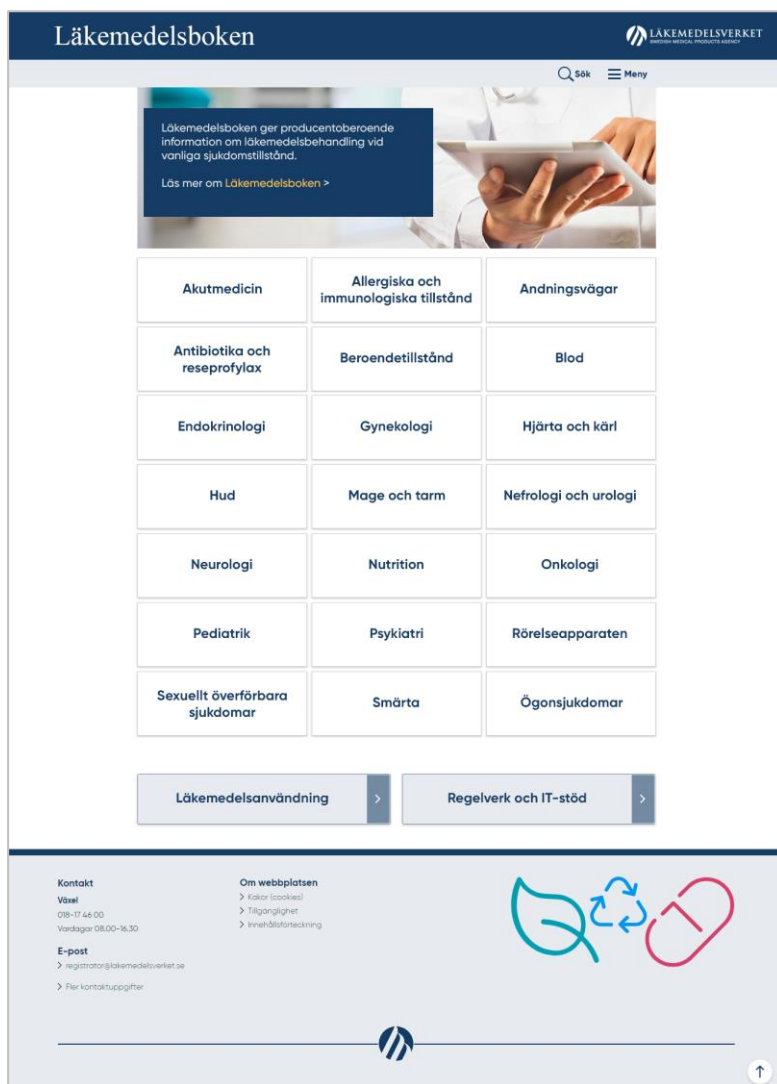 Läkemedelsboken
LÄKEMEDELSVERKET
SWEDISH MEDICAL PRODUCTS AGENCY
Sök
Meny
Läkemedelsboken ger producentoberoende
information om läkemedelsbehandling vid
vanliga sjukdomstillstånd.
Läs mer om Läkemedelsboken >
Akutmedicin
Allergiska och
immunologiska tillstånd
Andningsvägar
Antibiotika och
reseprofylax
Beroendetillstånd
Blod
Endokrinologi
Gynekologi
Hjärta och kärl
Hud
Mage och tarm
Nefrologi och urologi
Neurologi
Nutrition
Onkologi
Pediatrik
Psykiatri
Rörelseapparaten
Sexuellt överförbara
sjukdomar
Smärta
Ögonsjukdomar
Läkemedelsanvändning
Regelverk och IT-stöd
Kontakt
Växel
018-17 46 00
Vardagar 08.00-16.30
E-post
registrator@lakemedelsverket.se
Fler kontaktuppgifter
Om webbplatsen
Kakor (cookies)
Tillgänglighet
Innehållsförteckning